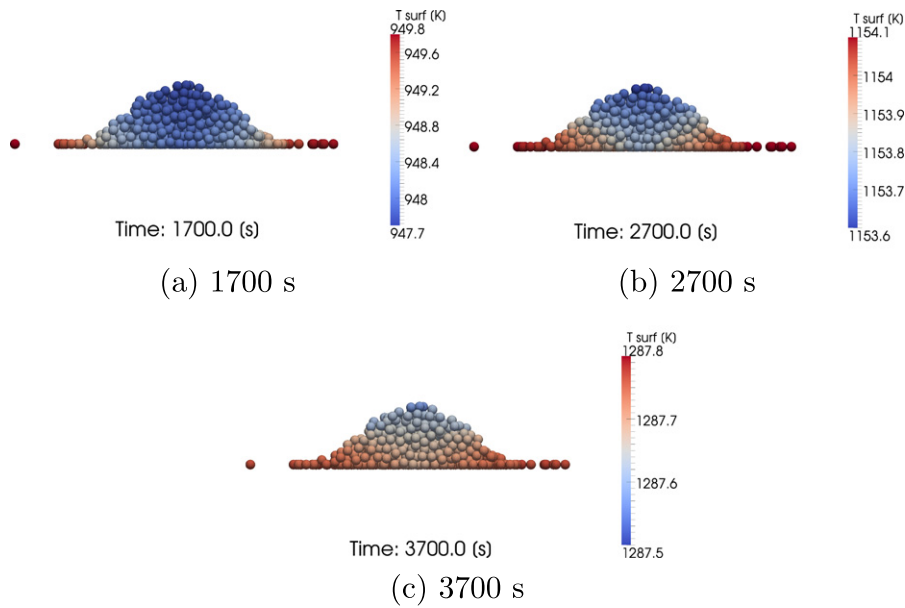 T surf (K)
949.8
949.6
949.2
948.8
948.4
948
947.7
Time: 1700.0 (s)
(a) 1700 s
T surf (K)
1154.1
1154
1153.9
1153.8
1153.7
1153.6
Time: 2700.0 (s)
(b) 2700 s
T surf (K)
1287.8
1287.7
1287.6
1287.5
Time: 3700.0 (s)
(c) 3700 s